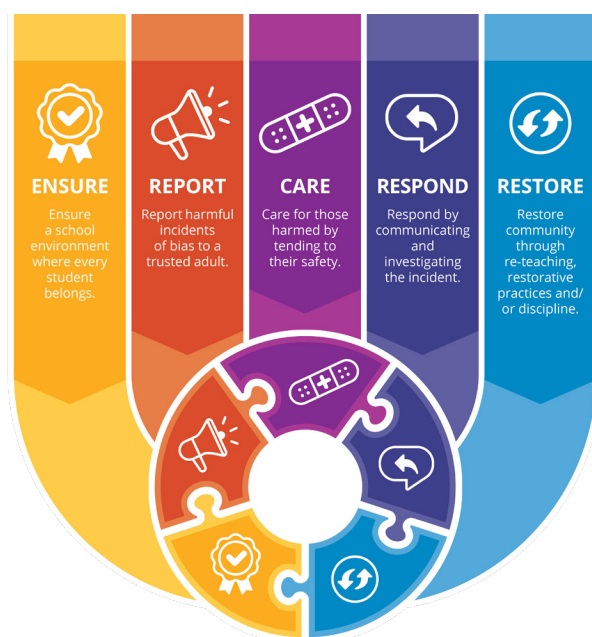 ENSURE
Ensure
a school
environment
where every
student
belongs.
REPORT
Report harmful
incidents
of bias to a
trusted adult.
CARE
Care for those
harmed by
tending to
their safety.
RESPOND
Respond by
communicating
and
investigating
the incident.
RESTORE
Restore
community
through
re-teaching,
restorative
practices and/
or discipline.